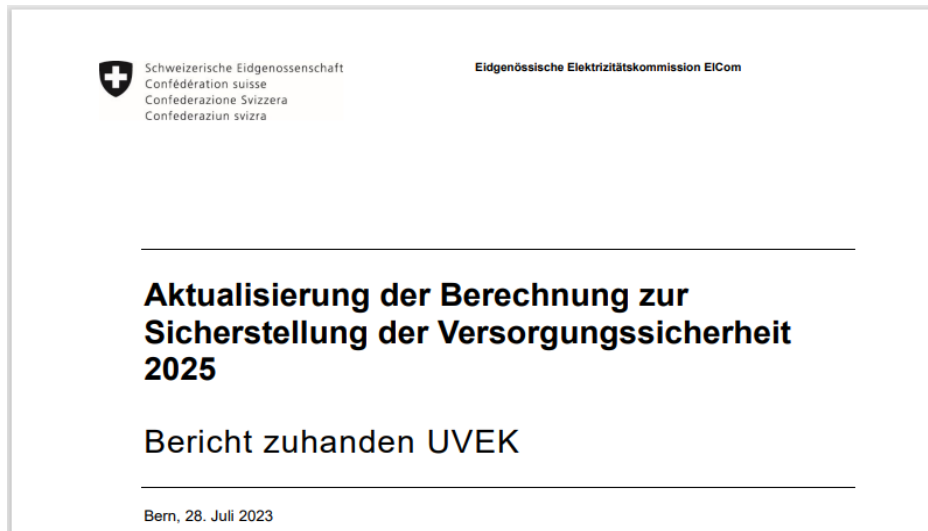 Schweizerische Eidgenossenschaft
Confédération suisse
Confederazione Svizzera
Confederaziun svizra
Eidgenössische Elektrizitätskommission ElCom
Aktualisierung der Berechnung zur
Sicherstellung der Versorgungssicherheit
2025
Bericht zuhanden UVEK
Bern, 28. Juli 2023